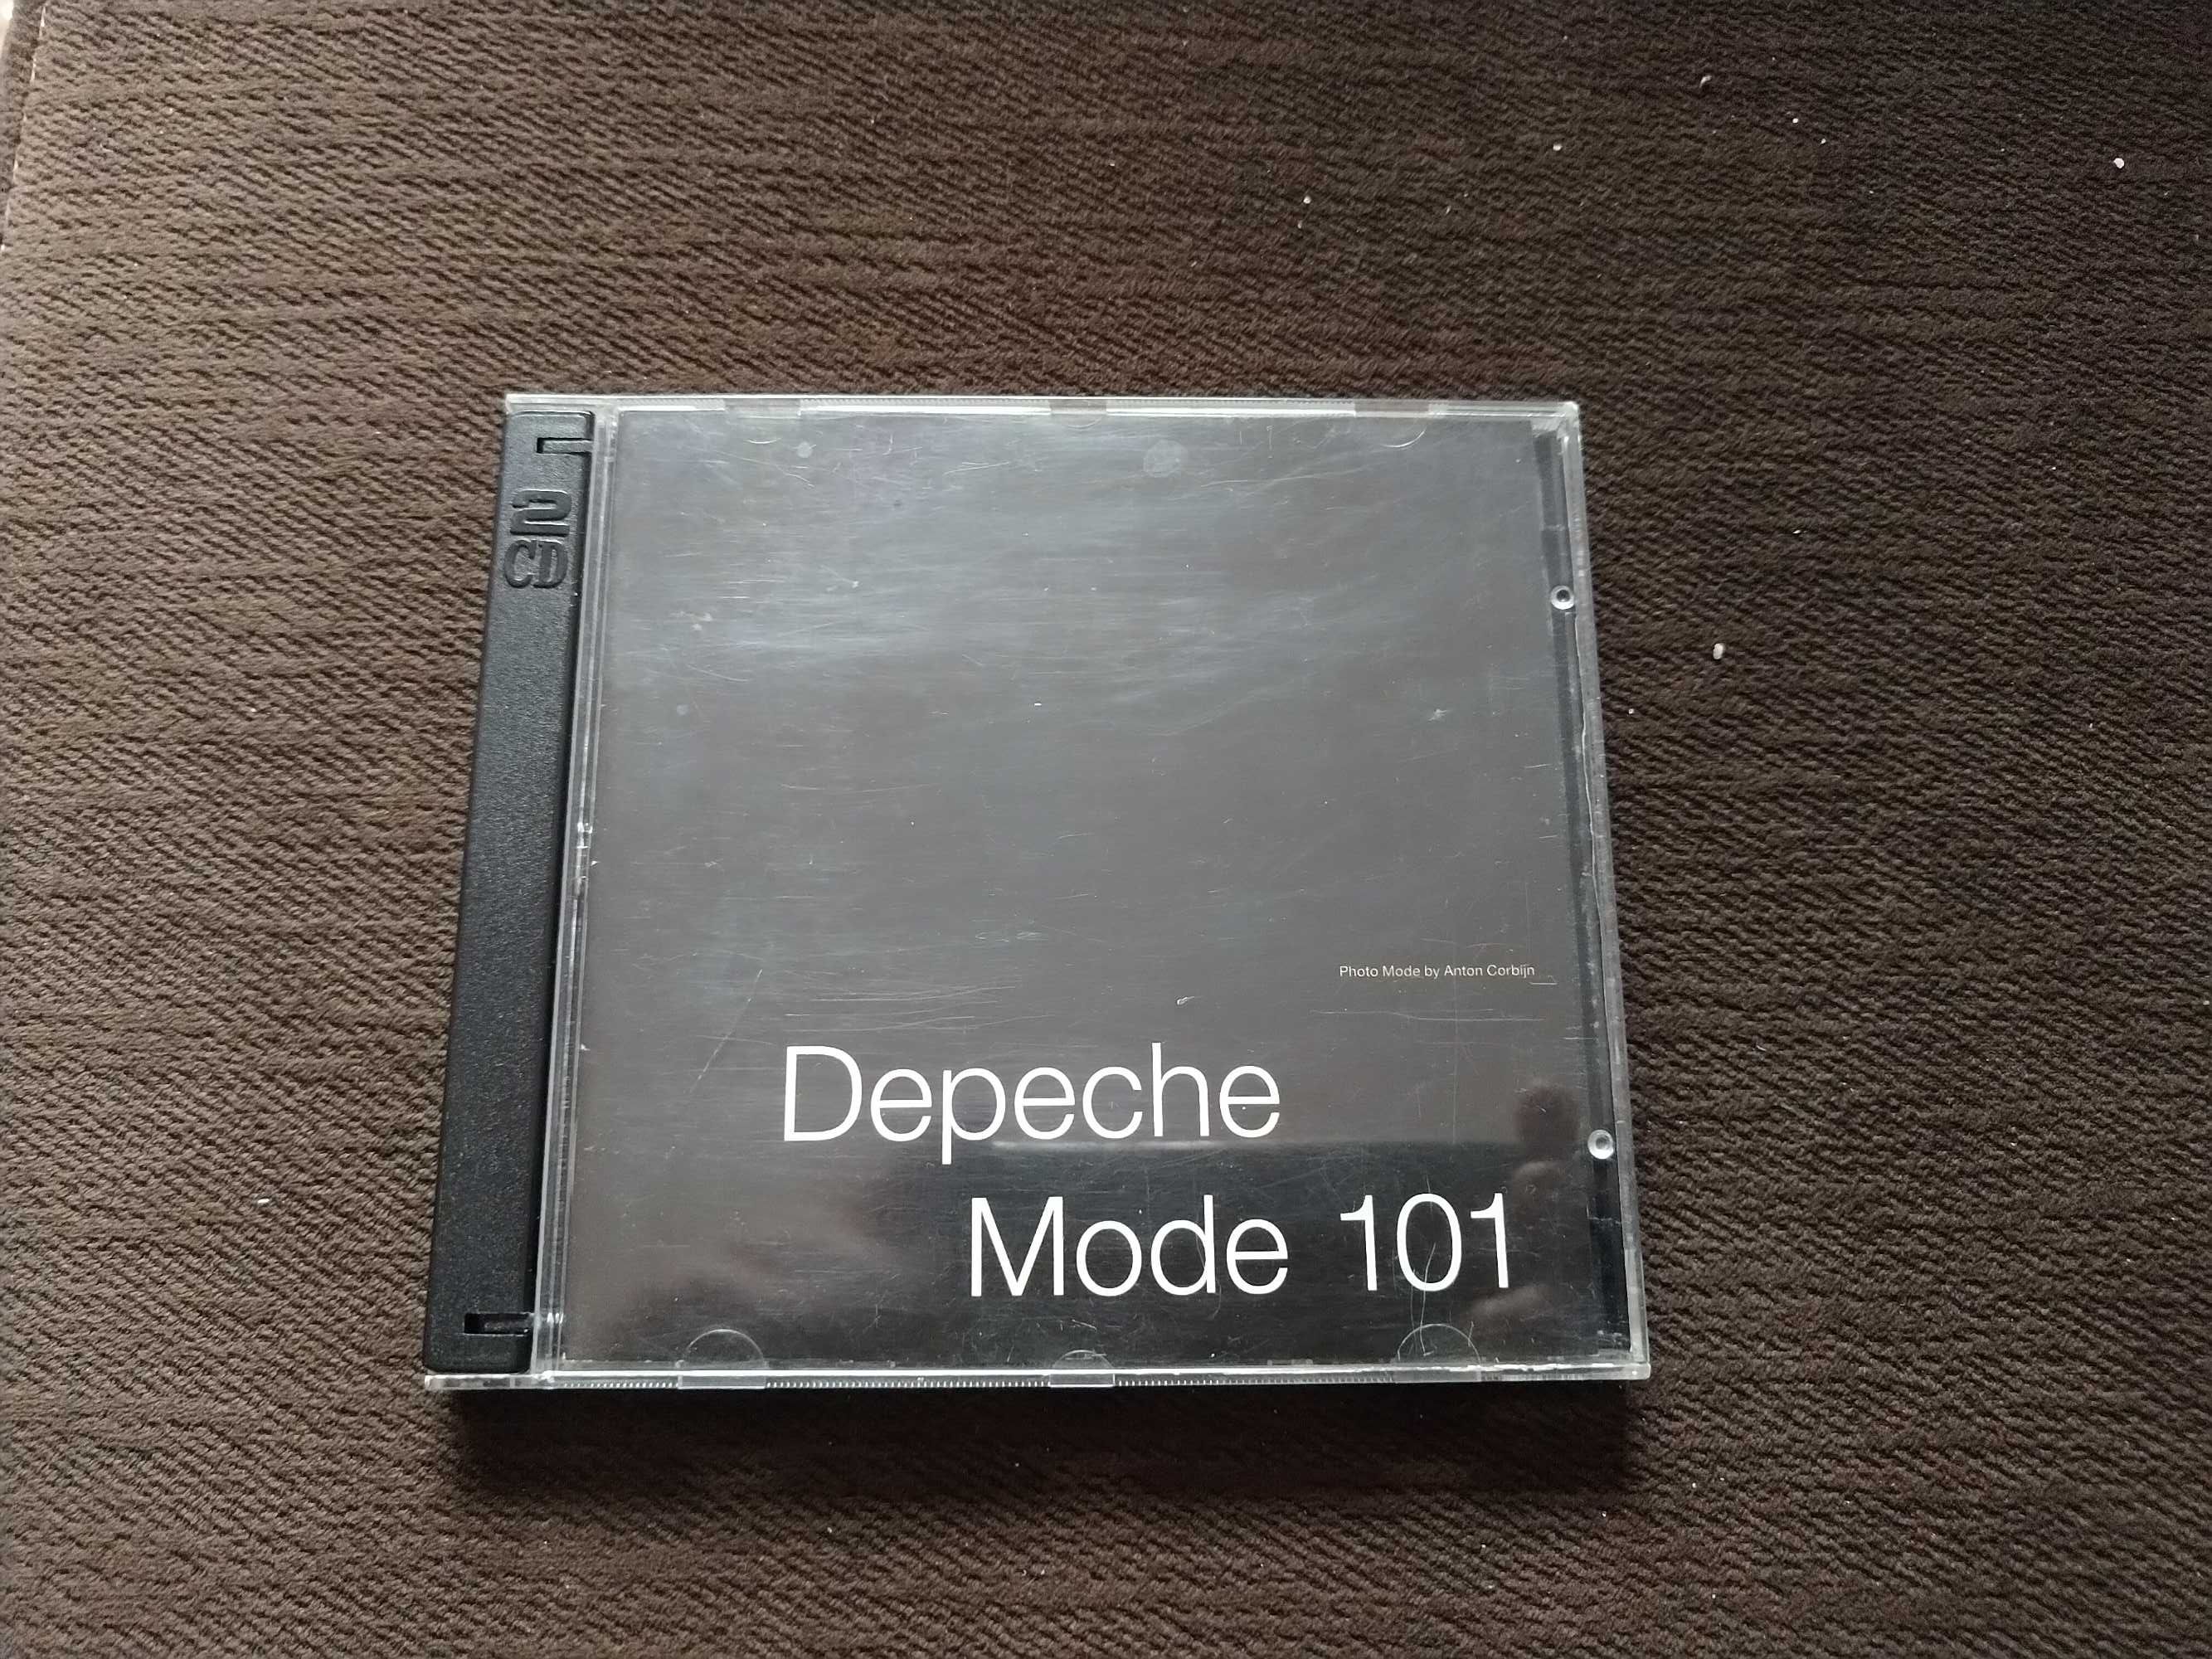 2
CD
Photo Mode by Anton Corbijn
Depeche
Mode 101